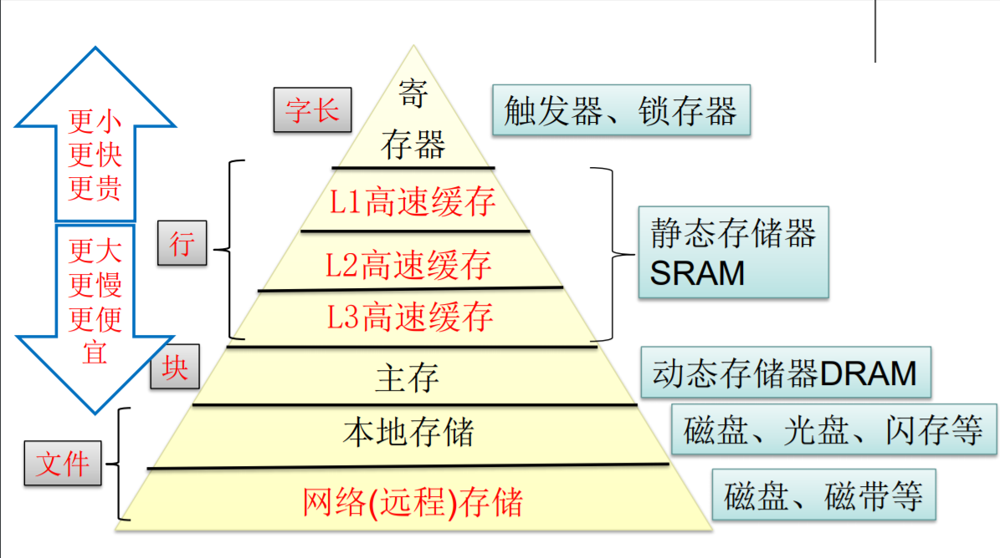 更小
更快
更贵
更大
更慢
更便
宜
字长
行
块
文件
寄
存器
L1高速缓存
L2高速缓存
L3高速缓存
主存
本地存储
网络(远程)存储
触发器、锁存器
静态存储器
SRAM
动态存储器DRAM
磁盘、光盘、闪存等
磁盘、磁带等